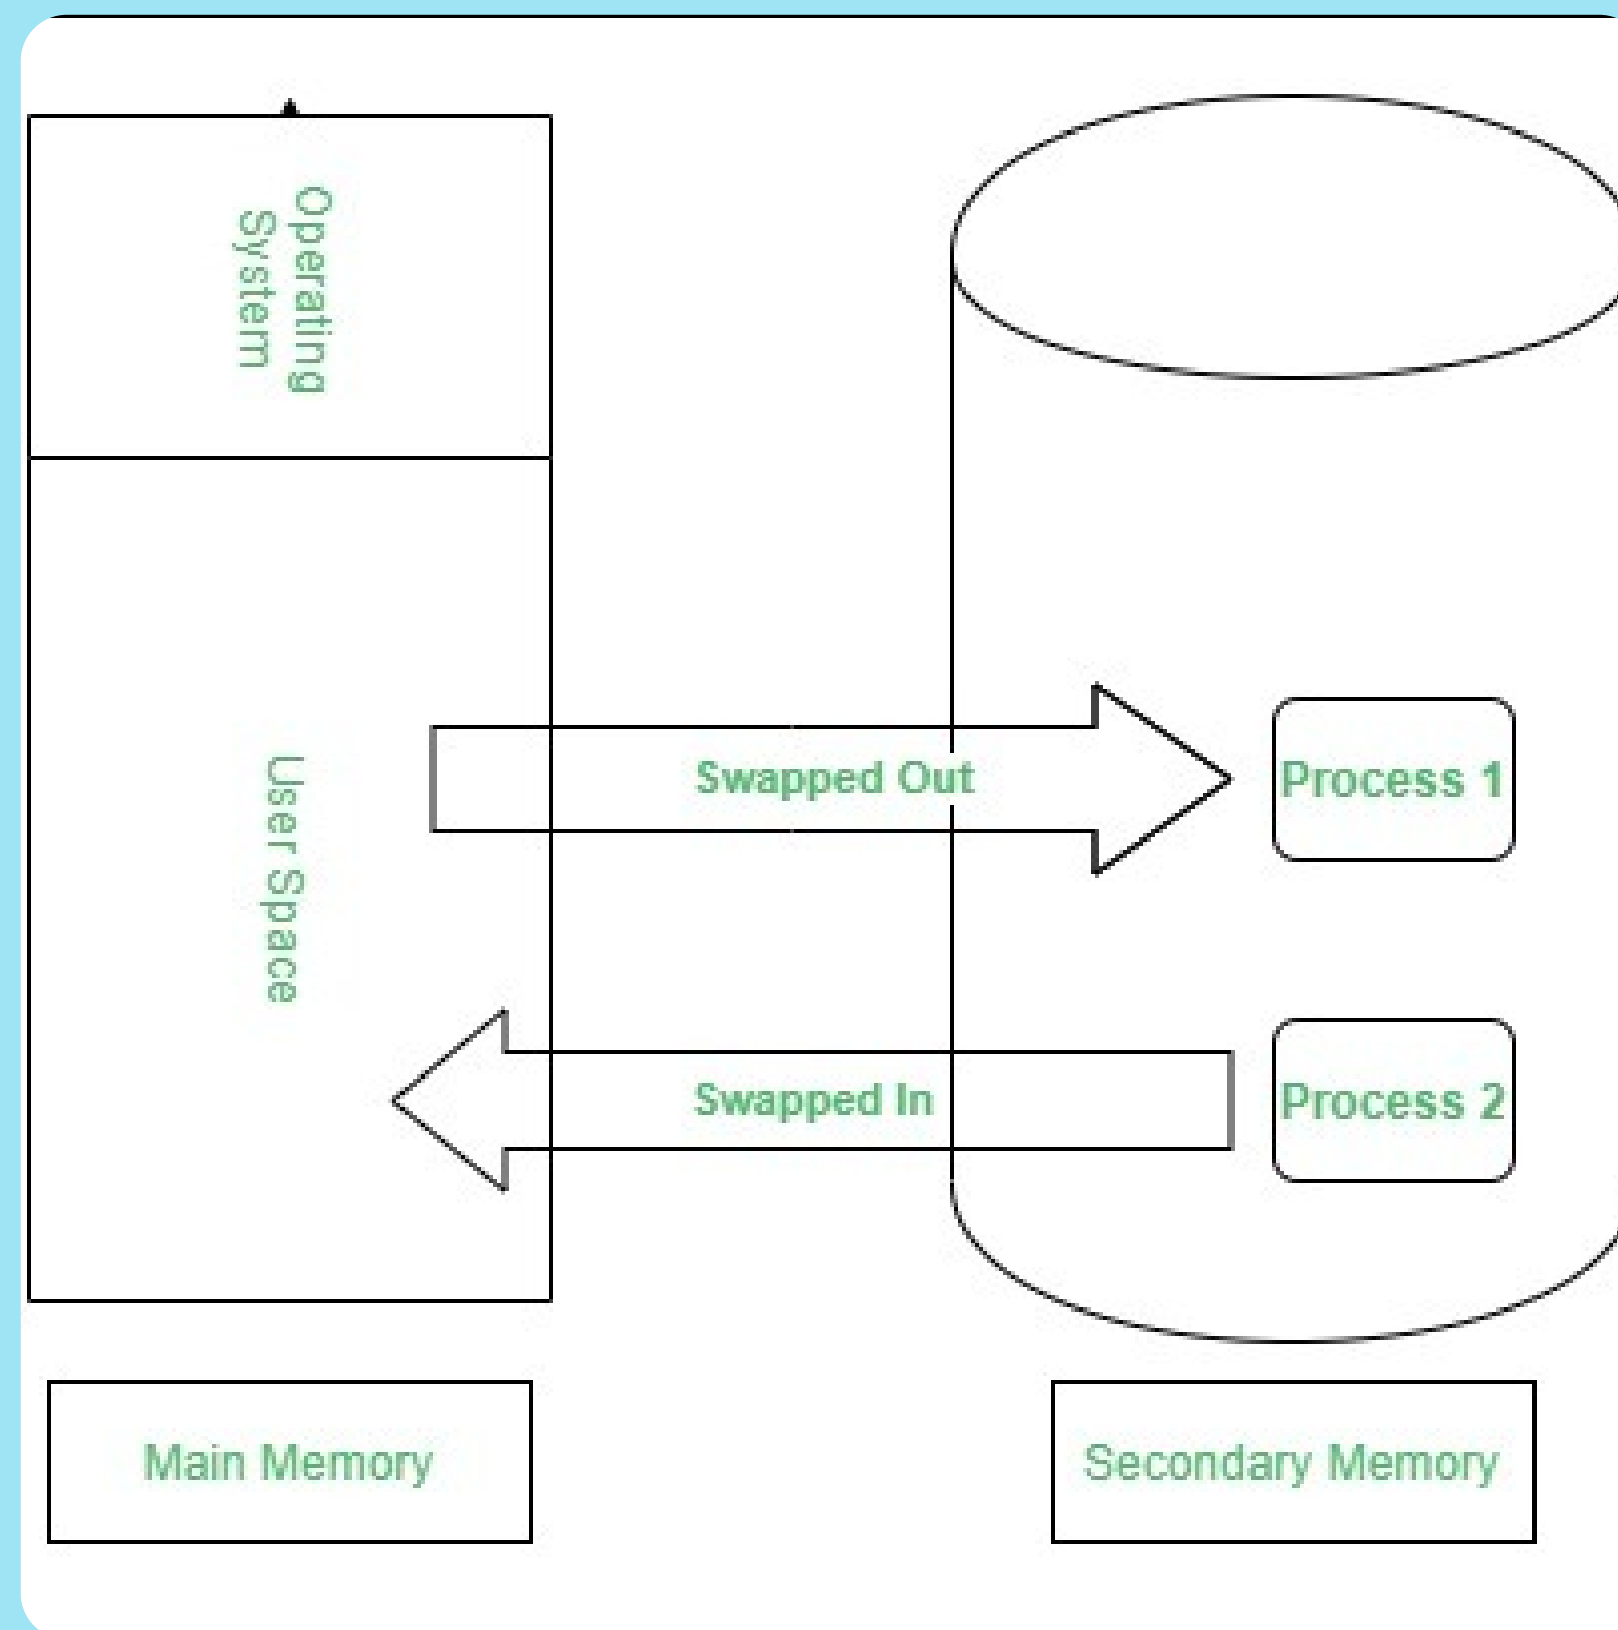 Operating
System
User Space
Swapped Out
Process 1
Swapped In
Process 2
Main Memory
Secondary Memory